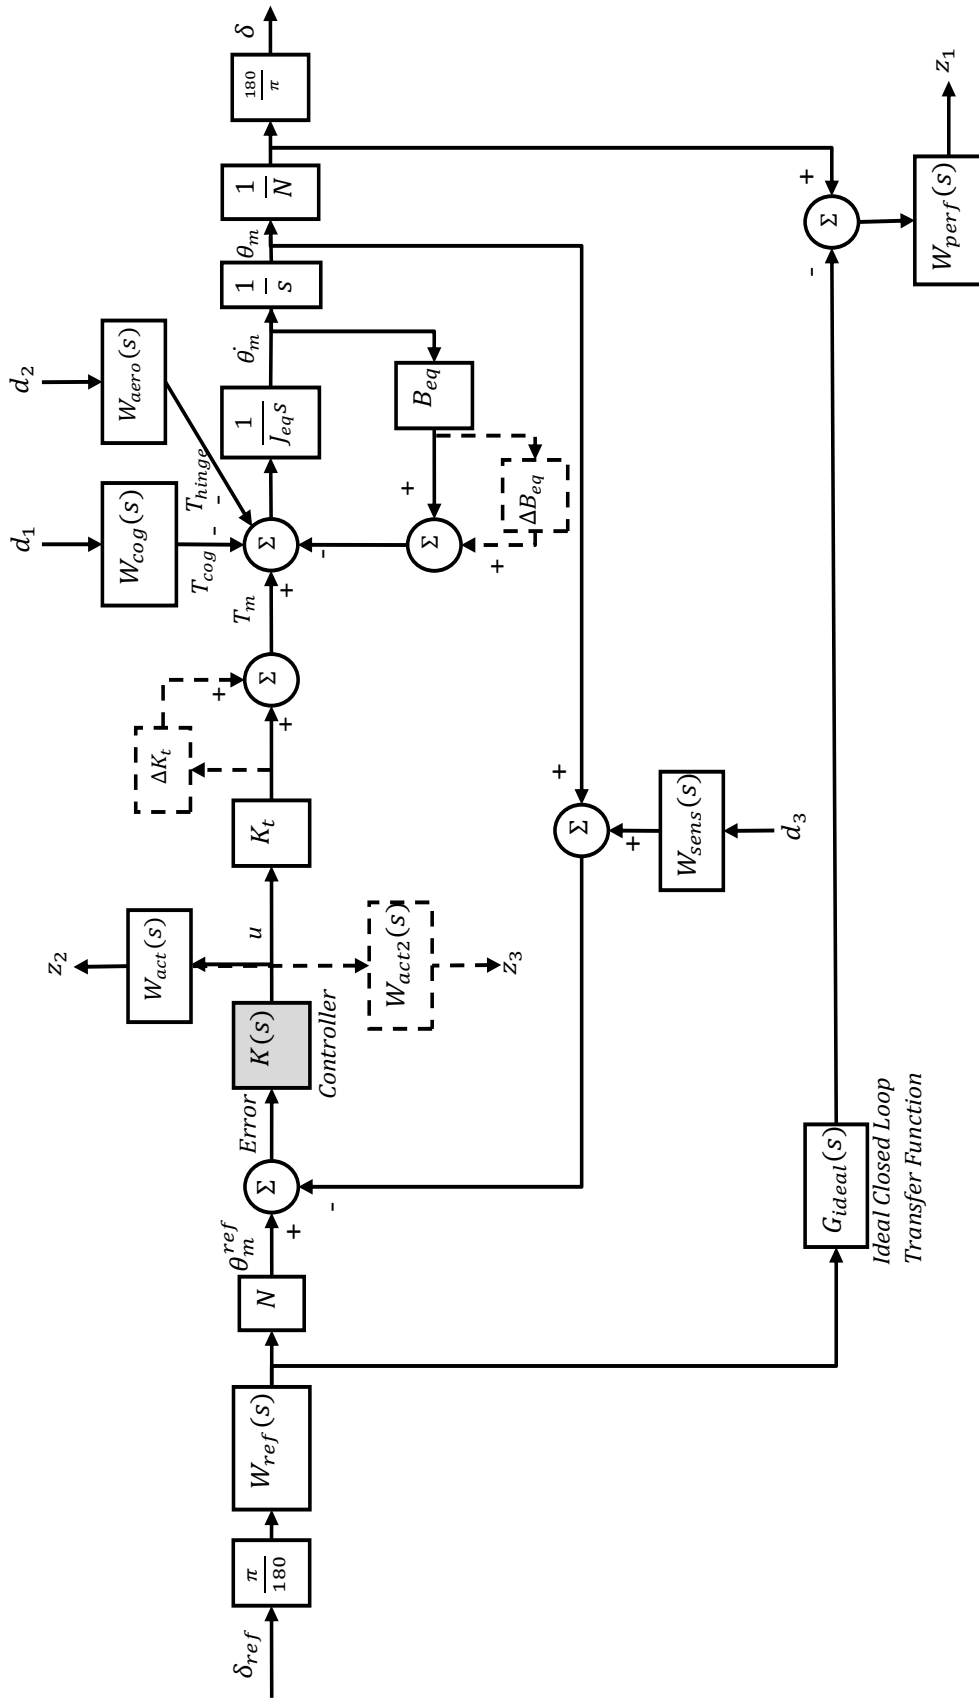 δ_ref
π
180
W_ref(s)
N
θ_m^ref
+
-
Σ
Error
K(s)
Controller
u
W_act(s)
z_2
W_act2(s)
z_3
K_t
ΔK_t
+
+
Σ
T_m
+
-
-
-
Σ
d_1
W_cog(s)
T_cog
d_2
W_aero(s)
T_hinge
1
J_eq s
θ̇_m
1
s
θ_m
1
N
180
π
δ
B_eq
ΔB_eq
+
+
Σ
+
+
Σ
W_sens(s)
d_3
G_ideal(s)
Ideal Closed Loop
Transfer Function
-
+
Σ
W_perf(s)
z_1